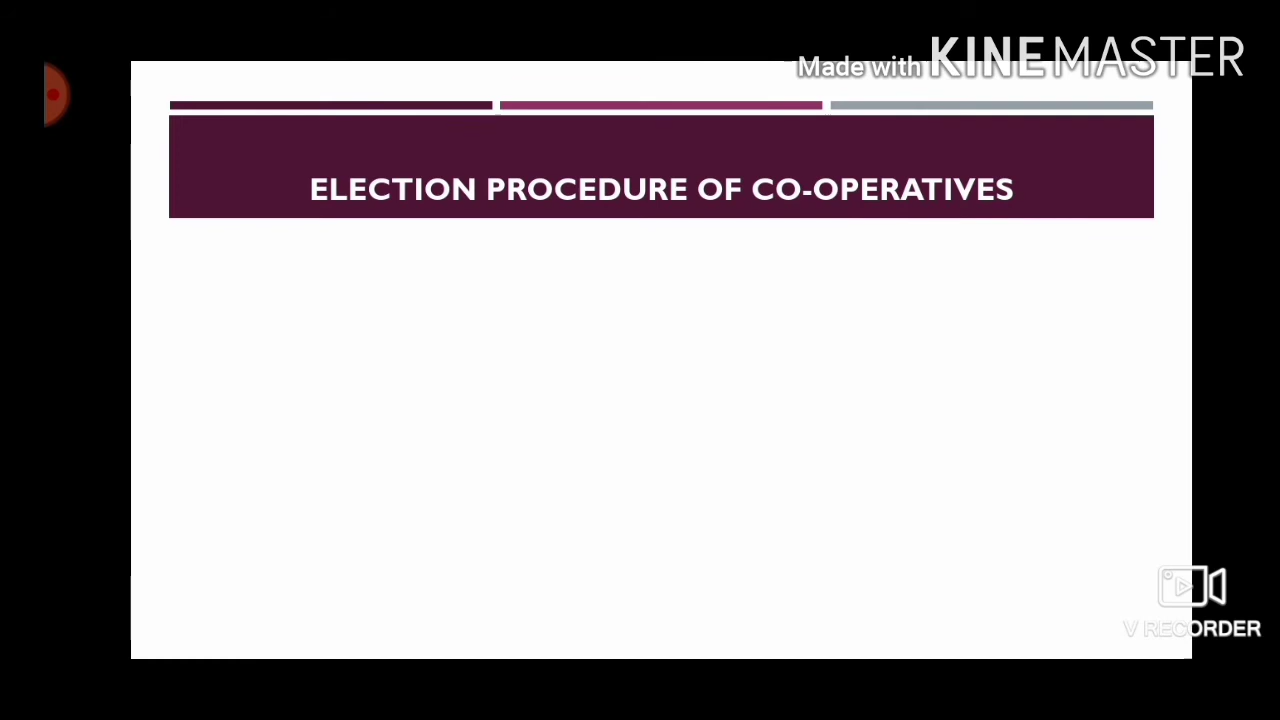 Made with KINEMASTER
ELECTION PROCEDURE OF CO-OPERATIVES
V RECORDER